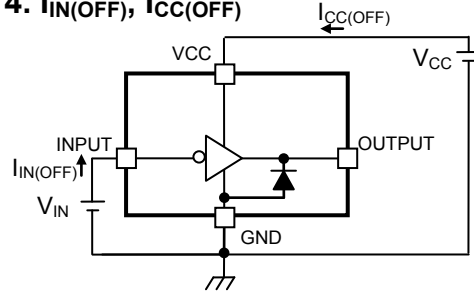 4. IIN(OFF), ICC(OFF)
ICC(OFF)
VCC
VCC
INPUT
OUTPUT
IIN(OFF)
VIN
GND